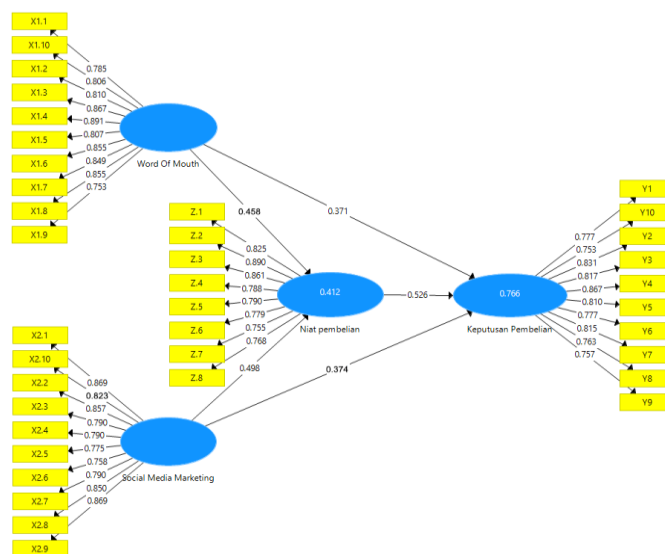 X1.1
X1.10
X1.2
X1.3
X1.4
X1.5
X1.6
X1.7
X1.8
X1.9
0.785
0.806
0.810
0.867
0.891
0.807
0.855
0.849
0.855
0.753
Word Of Mouth
0.458
0.371
Z.1
Z.2
Z.3
Z.4
Z.5
Z.6
Z.7
Z.8
0.825
0.890
0.861
0.788
0.790
0.779
0.755
0.768
0.412
Niat pembelian
0.526
0.766
Keputusan Pembelian
0.777
0.753
0.831
0.817
0.867
0.810
0.777
0.815
0.763
0.757
Y1
Y10
Y2
Y3
Y4
Y5
Y6
Y7
Y8
Y9
0.498
0.374
X2.1
X2.10
X2.2
X2.3
X2.4
X2.5
X2.6
X2.7
X2.8
X2.9
0.869
0.823
0.857
0.790
0.790
0.775
0.758
0.790
0.850
0.869
Social Media Marketing